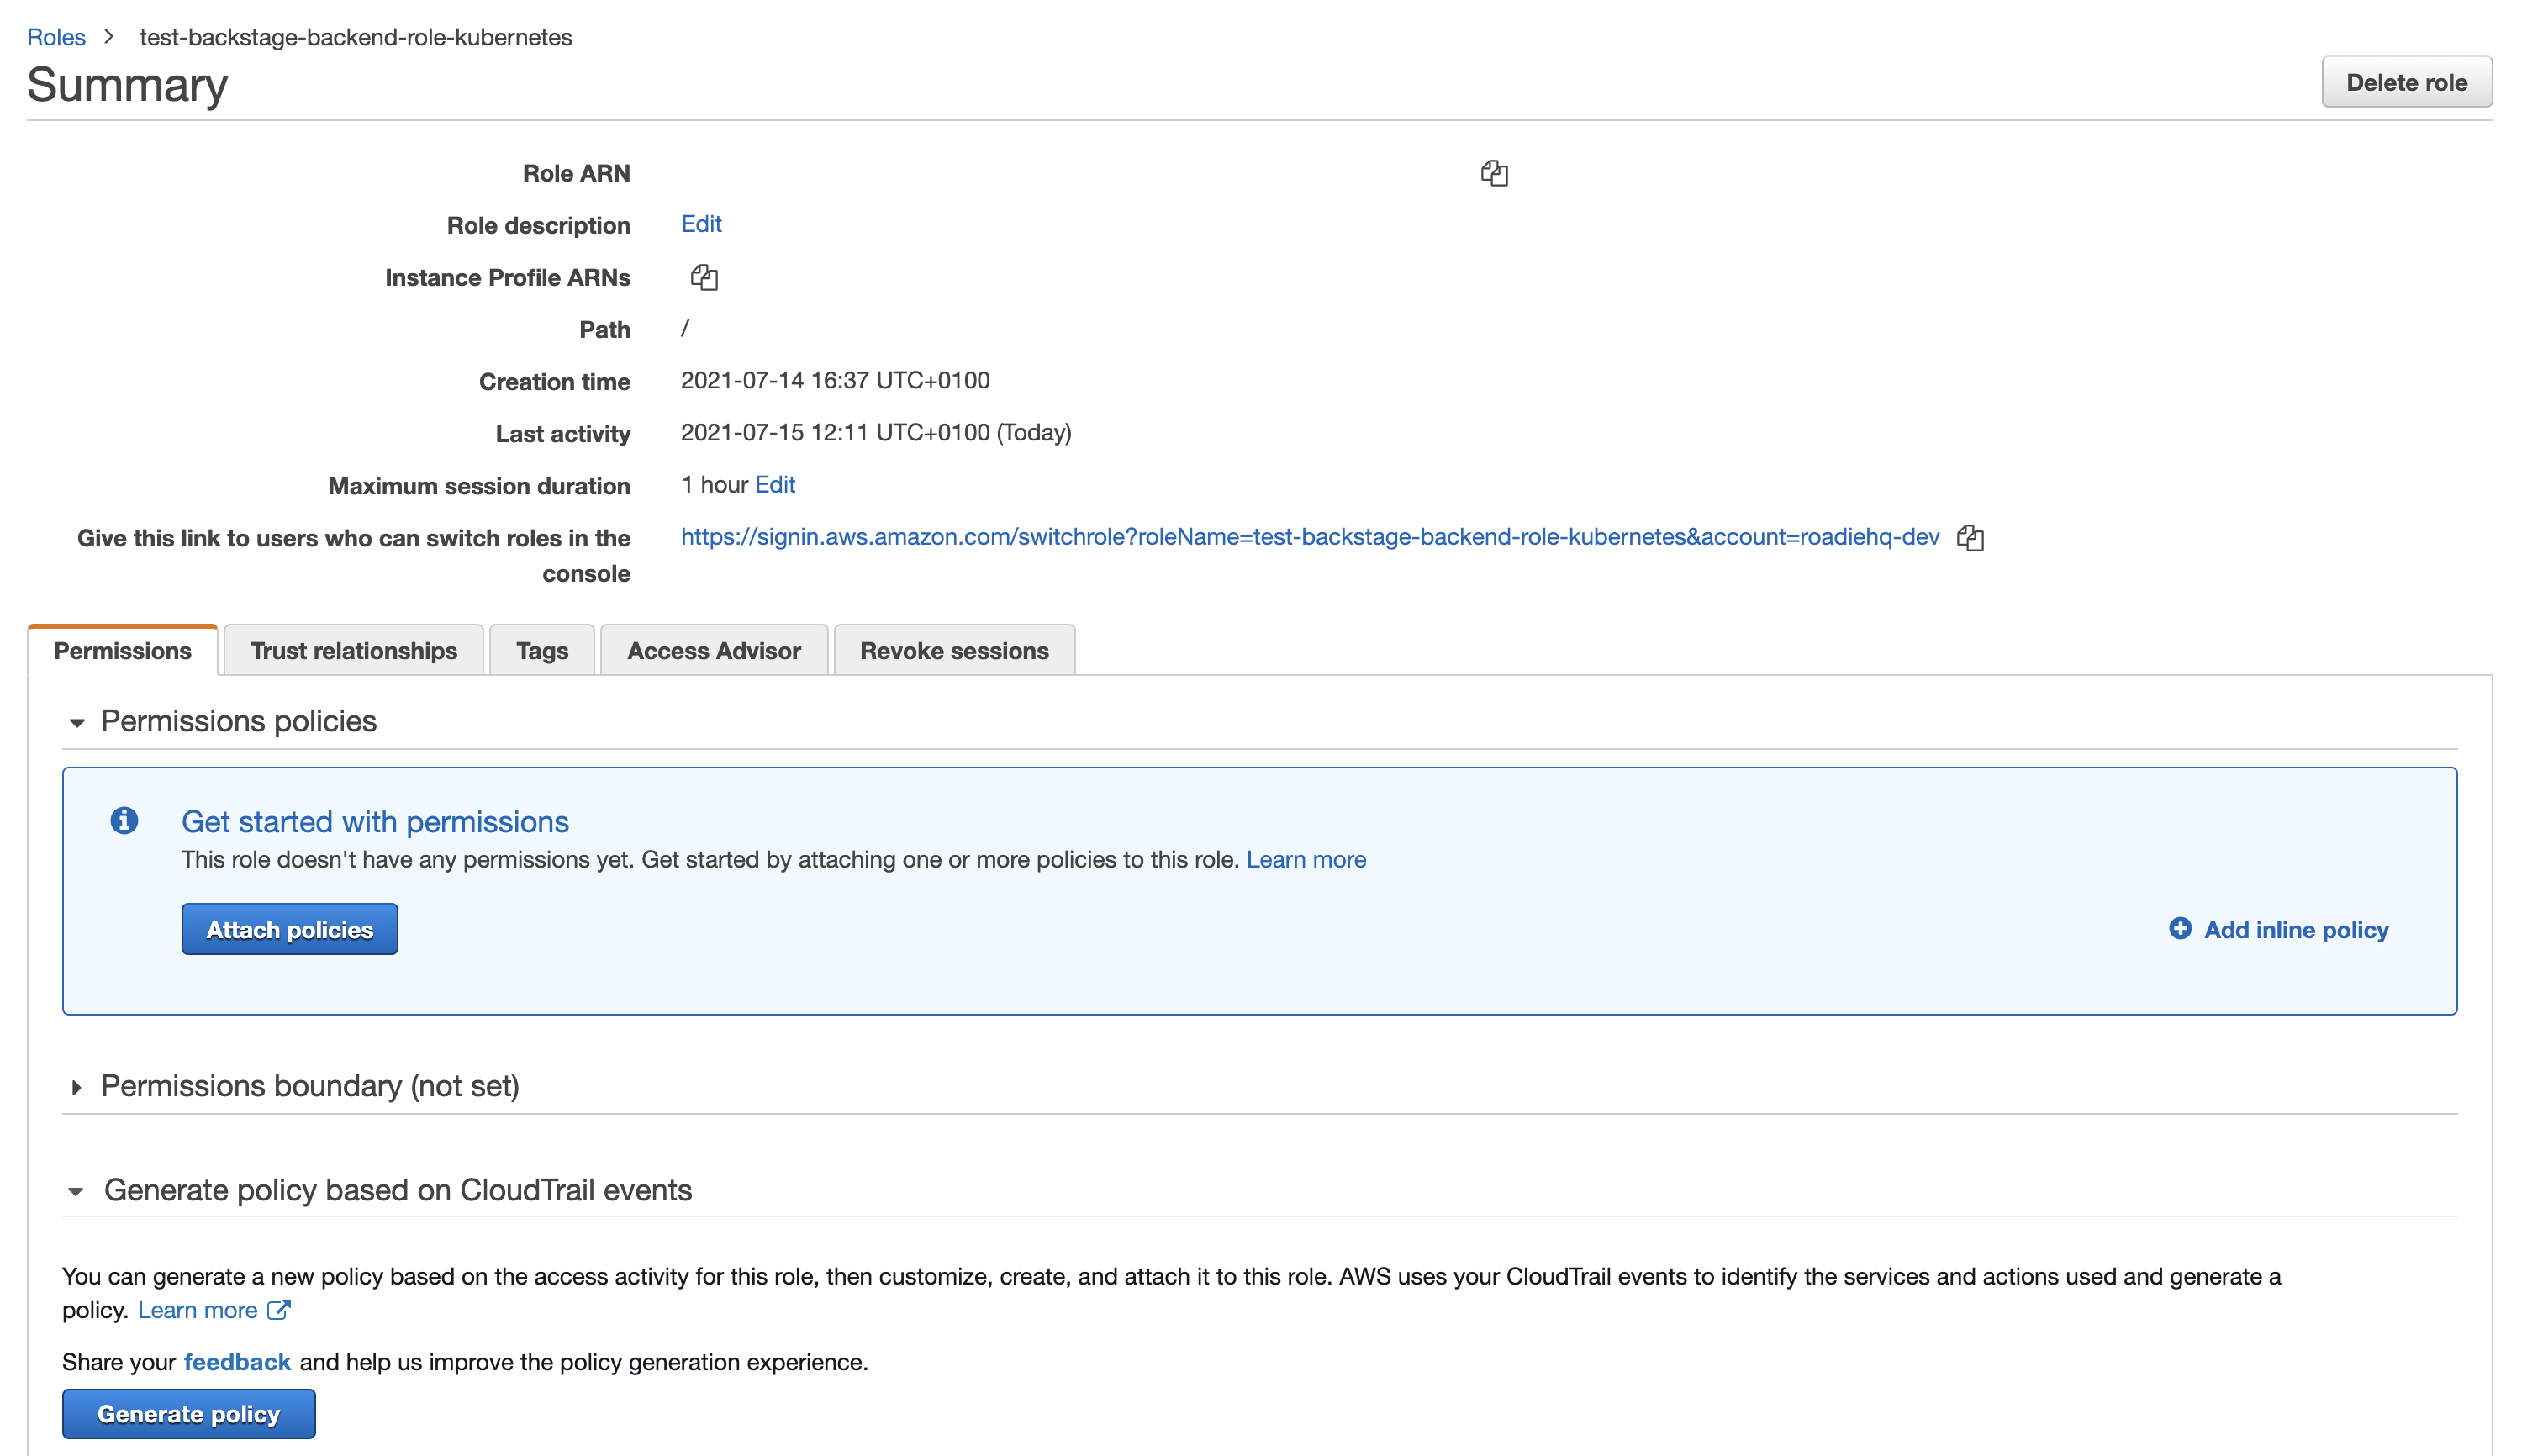 Roles > test-backstage-backend-role-kubernetes
Summary
Delete role
Role ARN
Role description Edit
Instance Profile ARNs
Path /
Creation time 2021-07-14 16:37 UTC+0100
Last activity 2021-07-15 12:11 UTC+0100 (Today)
Maximum session duration 1 hour Edit
Give this link to users who can switch roles in the https://signin.aws.amazon.com/switchrole?roleName=test-backstage-backend-role-kubernetes&account=roadiehq-dev
console
Permissions Trust relationships Tags Access Advisor Revoke sessions
Permissions policies
Get started with permissions
This role doesn't have any permissions yet. Get started by attaching one or more policies to this role. Learn more
Attach policies Add inline policy
Permissions boundary (not set)
Generate policy based on CloudTrail events
You can generate a new policy based on the access activity for this role, then customize, create, and attach it to this role. AWS uses your CloudTrail events to identify the services and actions used and generate a
policy. Learn more
Share your feedback and help us improve the policy generation experience.
Generate policy